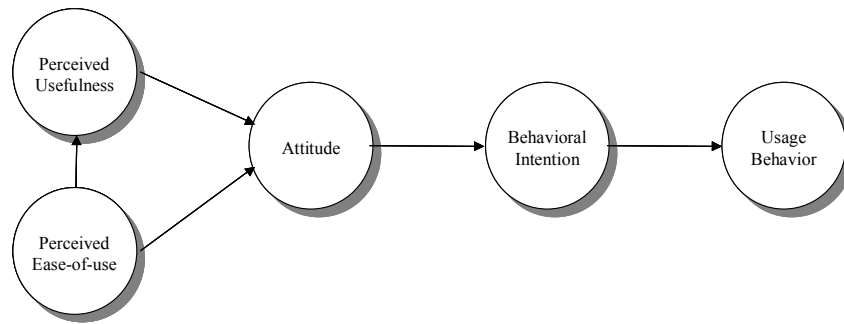 Perceived
Usefulness
Attitude
Behavioral
Intention
Usage
Behavior
Perceived
Ease-of-use